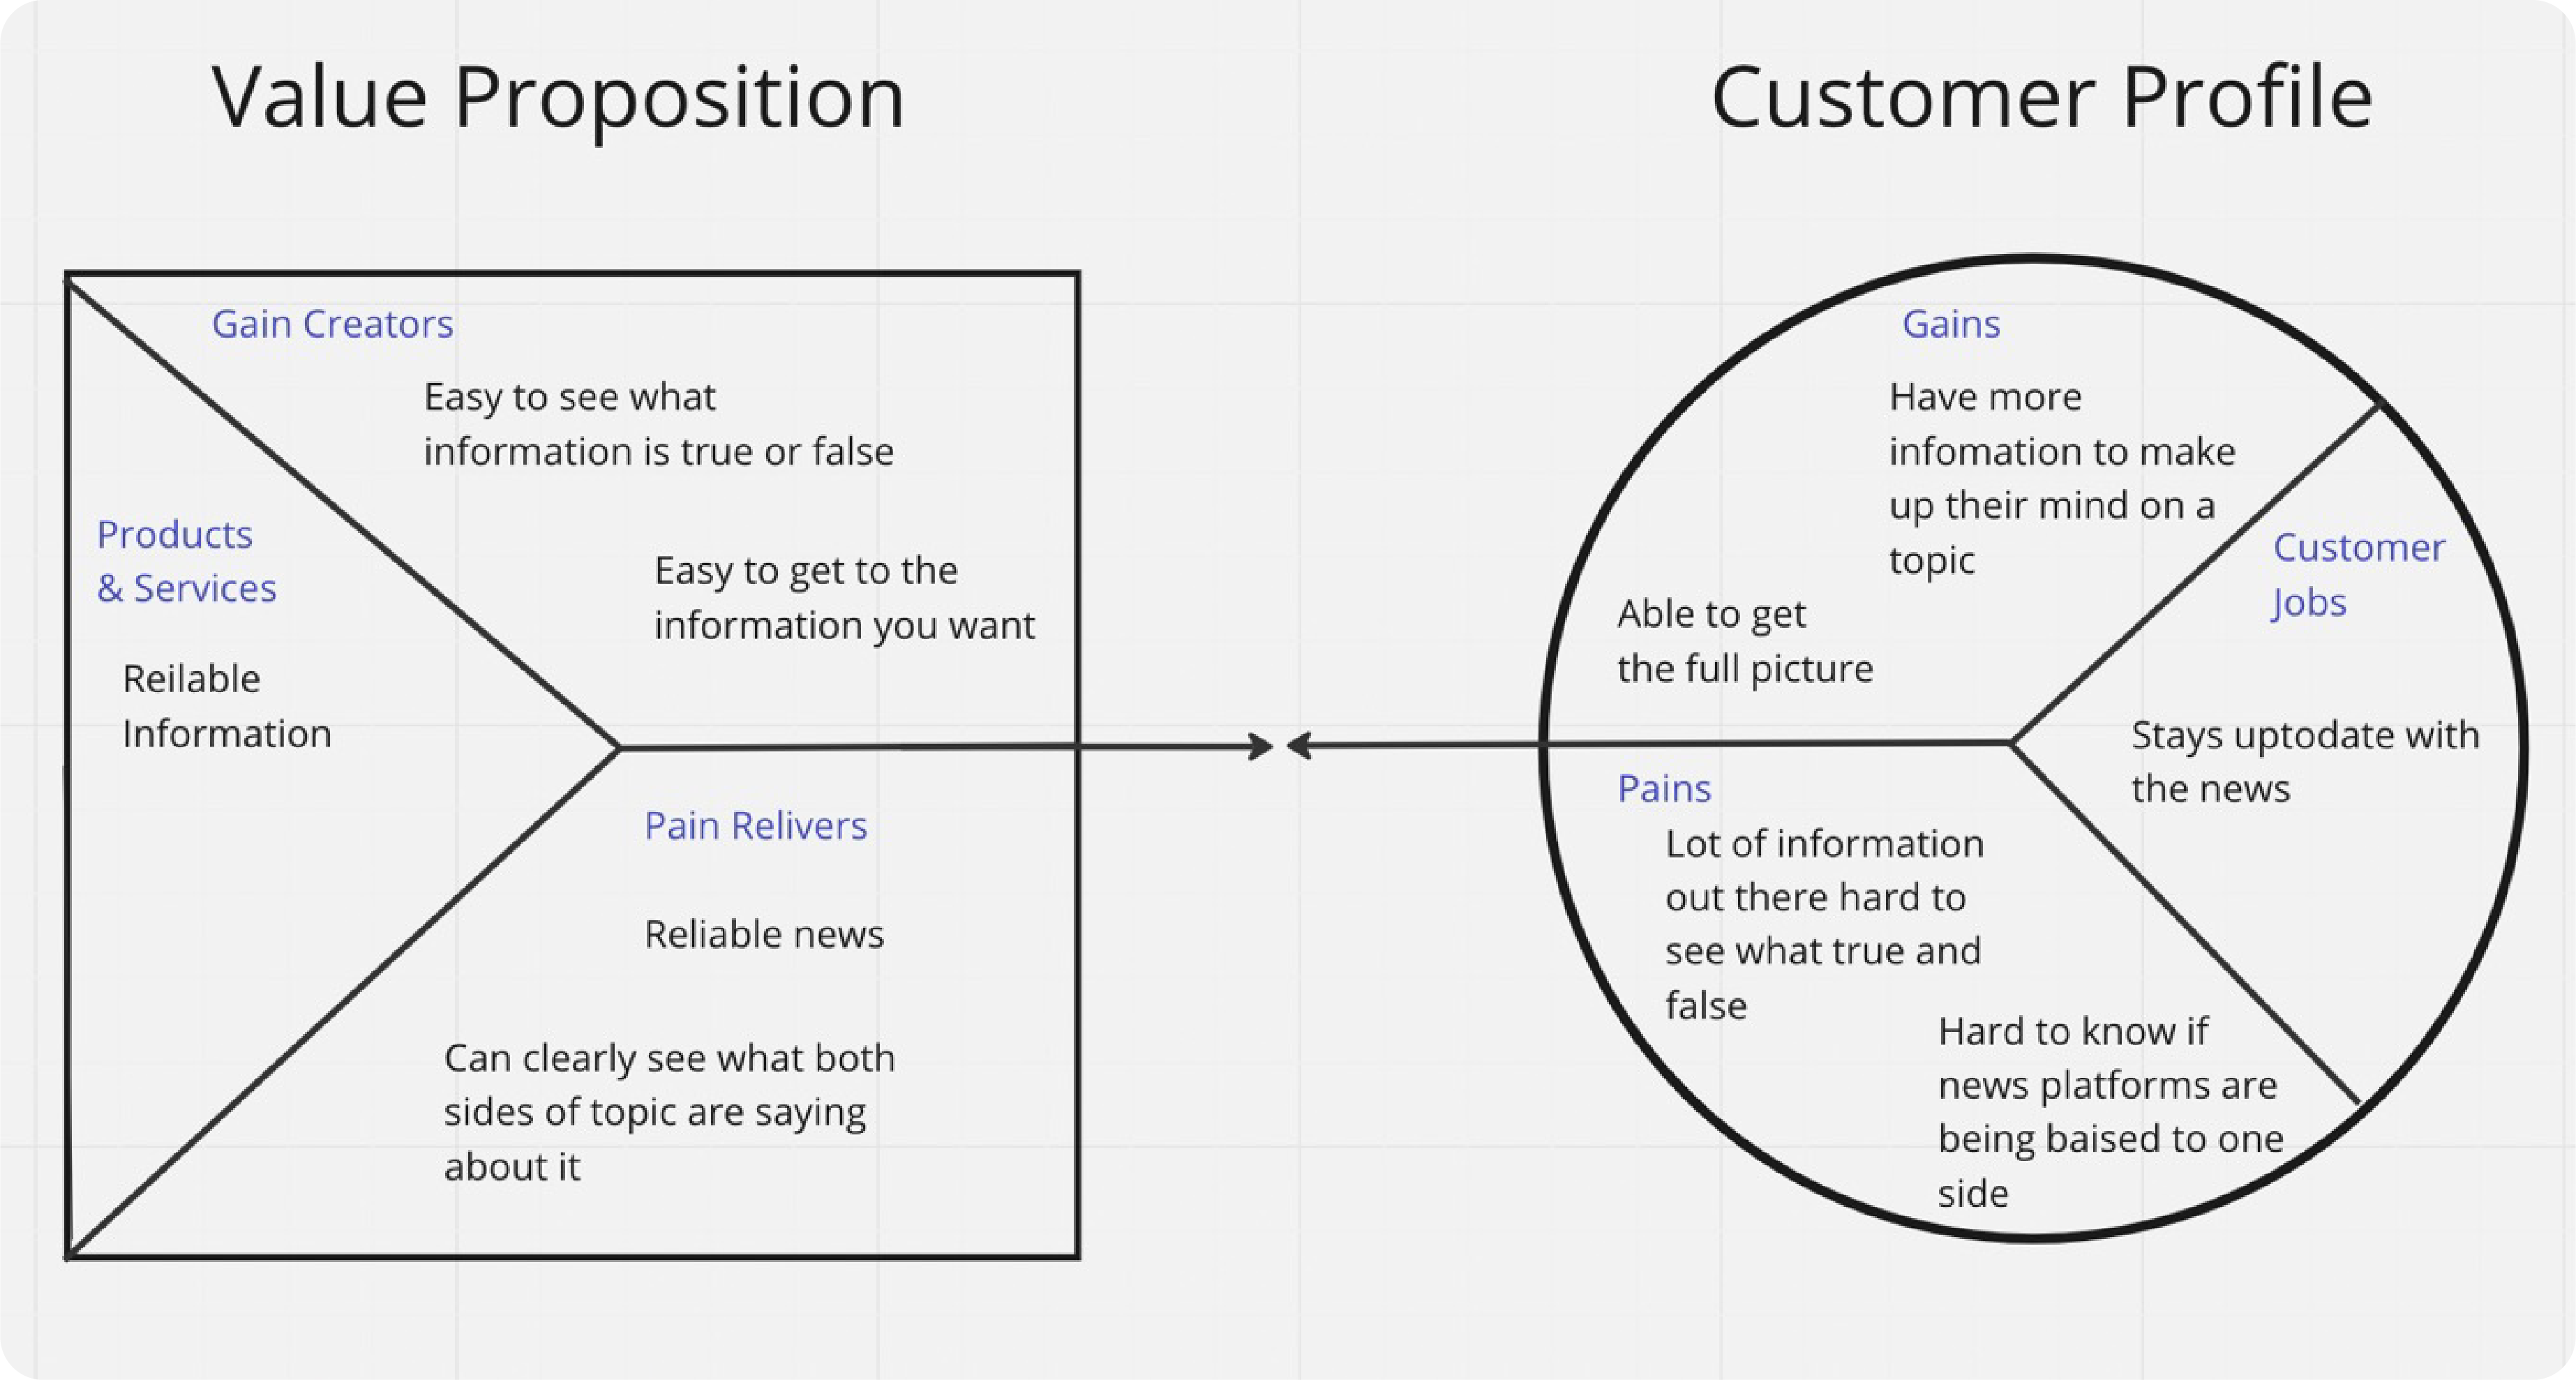 Value Proposition
Customer Profile
Gain Creators
Easy to see what
information is true or false
Easy to get to the
information you want
Products
& Services
Reilable
Information
Pain Relivers
Reliable news
Can clearly see what both
sides of topic are saying
about it
Gains
Have more
infomation to make
up their mind on a
topic
Able to get
the full picture
Customer
Jobs
Stays uptodate with
the news
Pains
Lot of information
out there hard to
see what true and
false
Hard to know if
news platforms are
being baised to one
side